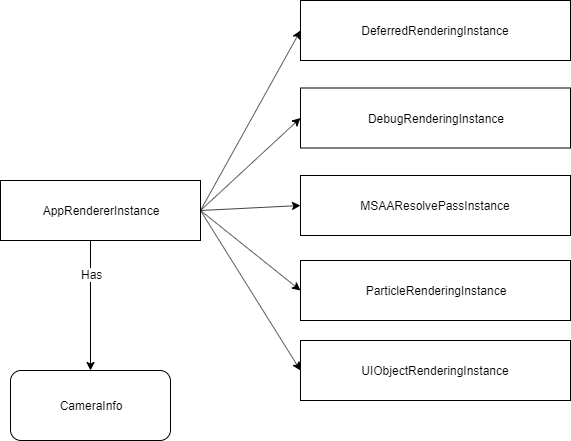 DeferredRenderingInstance
DebugRenderingInstance
AppRendererInstance
MSAAResolvePassInstance
Has
ParticleRenderingInstance
UIObjectRenderingInstance
CameraInfo